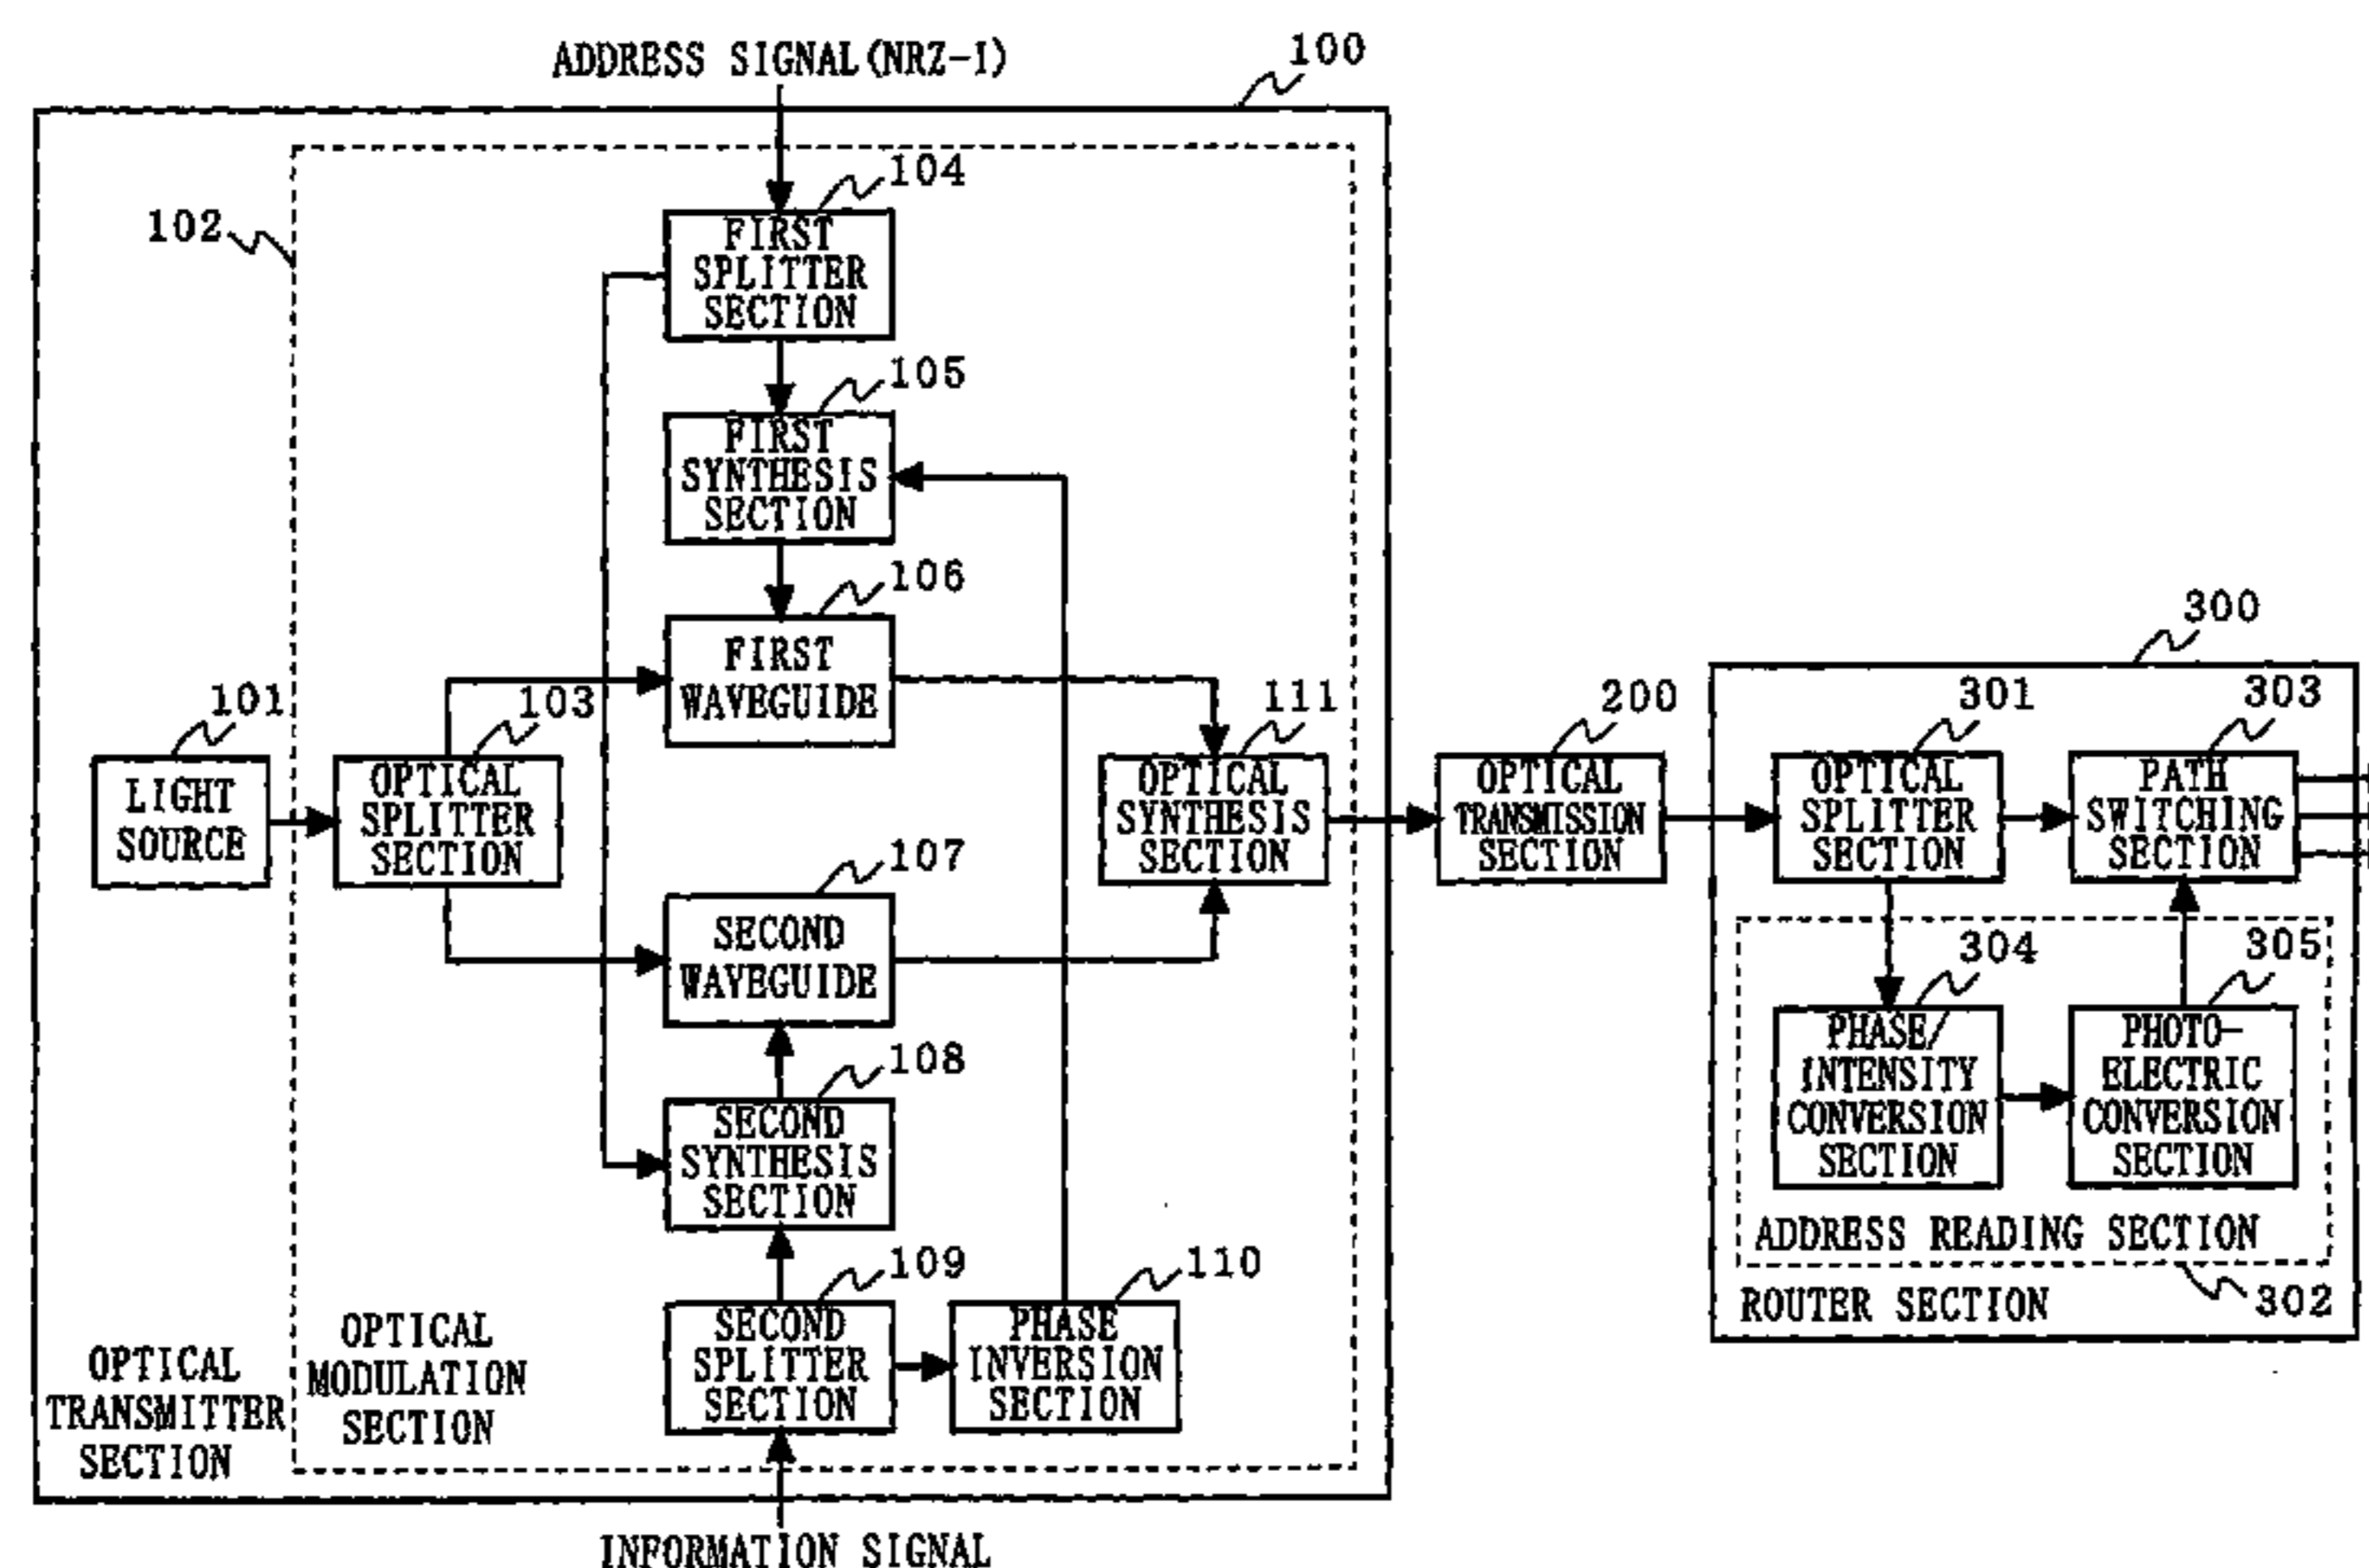 ADDRESS SIGNAL(NRZ-I)
100
102
104
FIRST
SPLITTER
SECTION
105
FIRST
SYNTHESIS
SECTION
106
FIRST
WAVEGUIDE
101
LIGHT
SOURCE
103
OPTICAL
SPLITTER
SECTION
107
SECOND
WAVEGUIDE
108
SECOND
SYNTHESIS
SECTION
109
SECOND
SPLITTER
SECTION
110
PHASE
INVERSION
SECTION
111
OPTICAL
SYNTHESIS
SECTION
OPTICAL
MODULATION
SECTION
OPTICAL
TRANSMITTER
SECTION
INFORMATION SIGNAL
200
OPTICAL
TRANSMISSION
SECTION
300
301
OPTICAL
SPLITTER
SECTION
303
PATH
SWITCHING
SECTION
304
PHASE/
INTENSITY
CONVERSION
SECTION
305
PHOTO-
ELECTRIC
CONVERSION
SECTION
ADDRESS READING SECTION
302
ROUTER SECTION